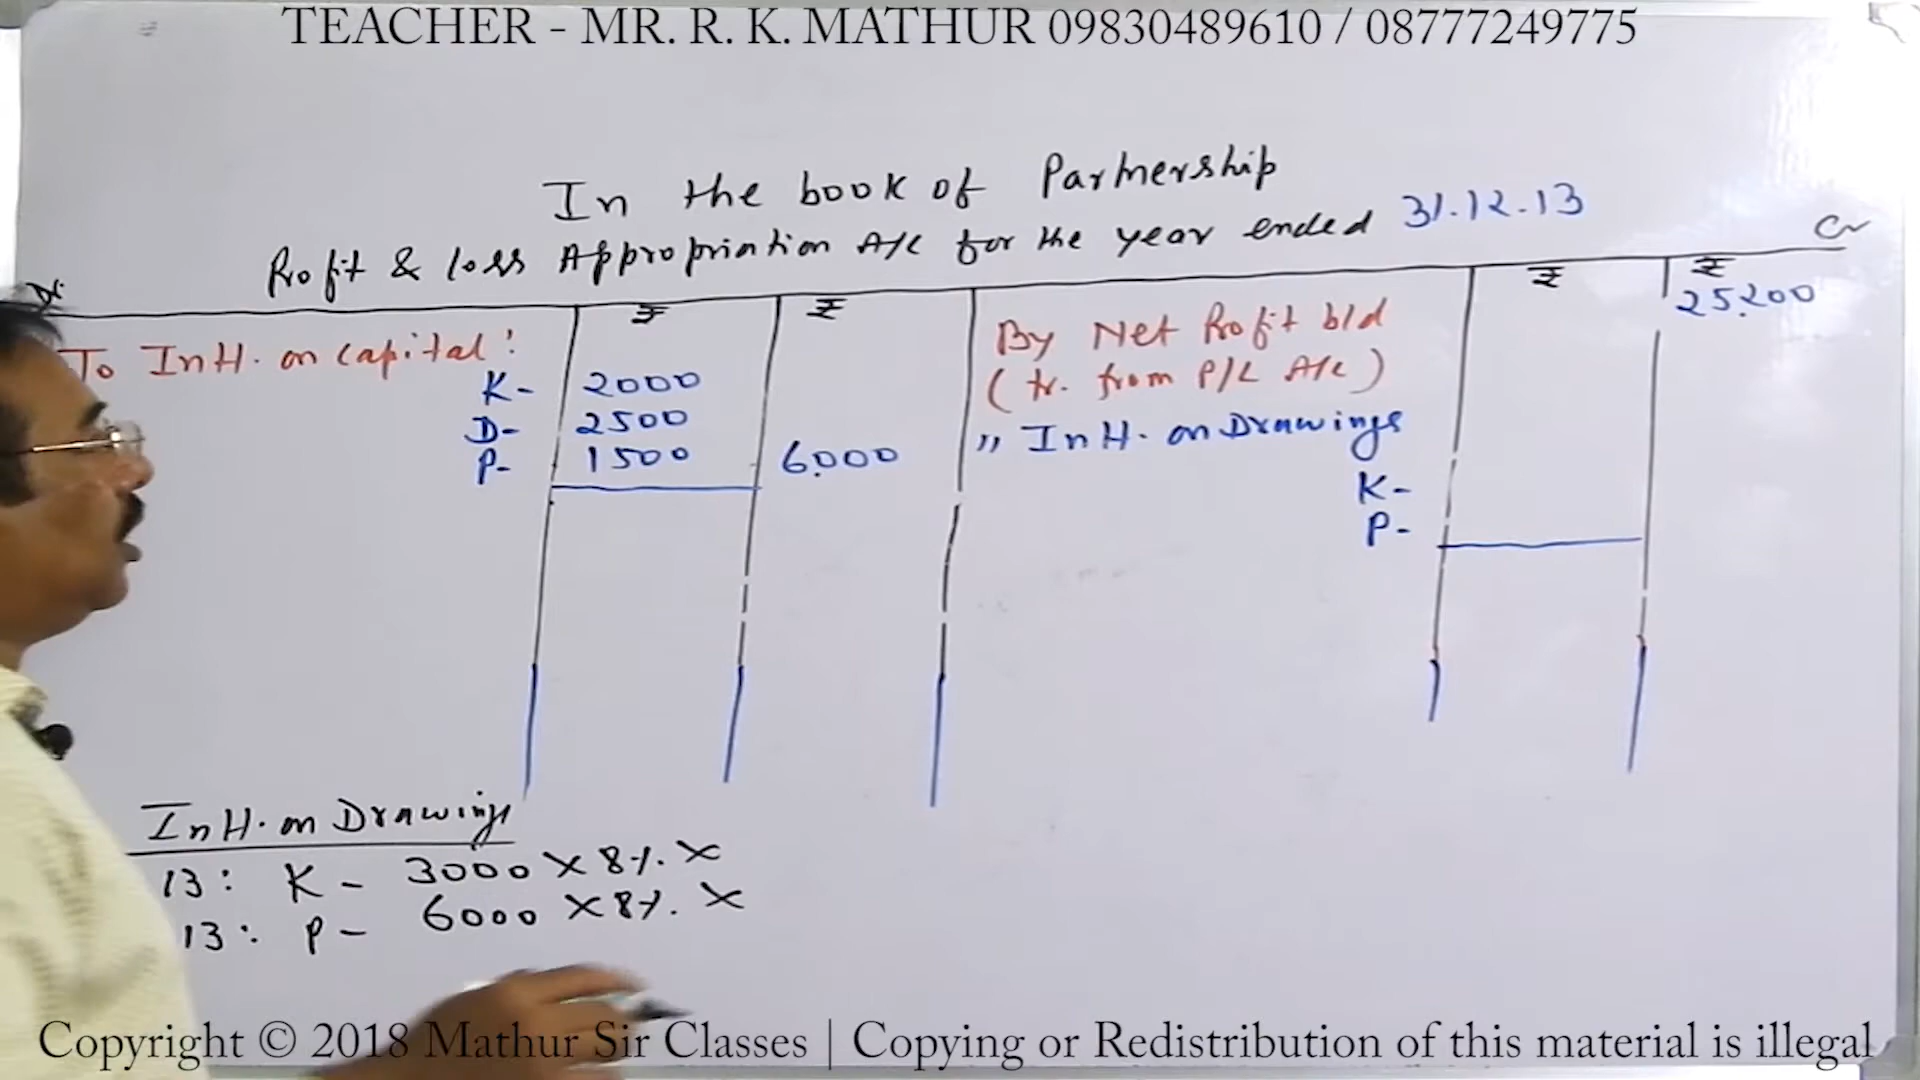 TEACHER - MR. R. K. MATHUR 09830489610 / 08777249775
In the book of Partnership
Profit & loss Appropriation A/c for the year ended 31.12.13
Dr. Cr
₹ ₹ ₹ ₹
To Intt. on capital:
K- 2000
D- 2500
P- 1500 6,000
By Net Profit b/d 25,200
(tr. from P/L A/c)
" Intt. on Drawings
K-
P-
Intt. on Drawings
13: K - 3000 × 8%. ×
13: P - 6000 × 8%. ×
Copyright © 2018 Mathur Sir Classes | Copying or Redistribution of this material is illegal